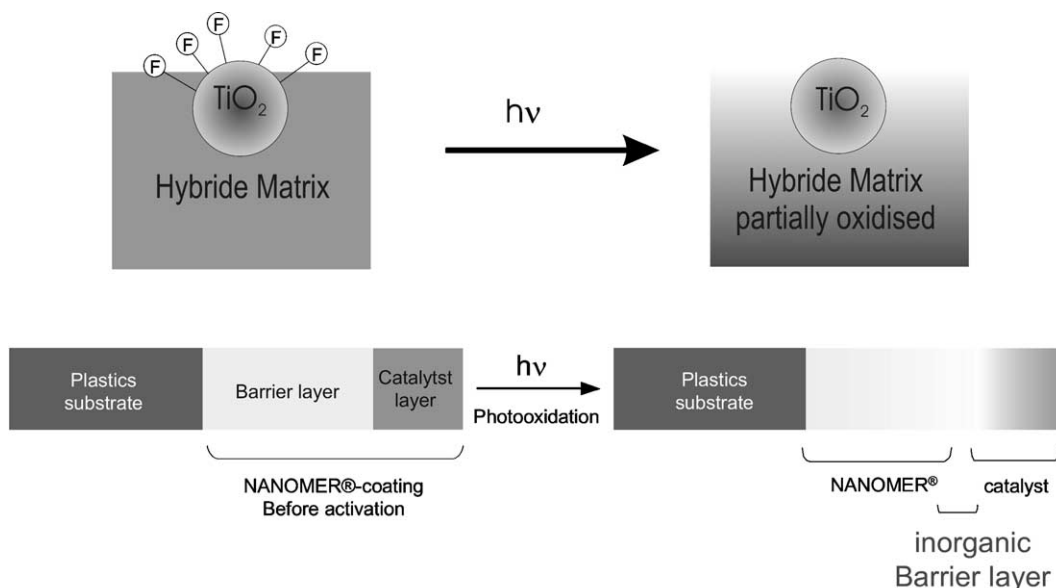 F F F F F
TiO2
Hybride Matrix
hν
TiO2
Hybride Matrix
partially oxidised
Plastics
substrate
Barrier layer
Catalytst
layer
hν
Photooxidation
Plastics
substrate
NANOMER®-coating
Before activation
NANOMER®
catalyst
inorganic
Barrier layer